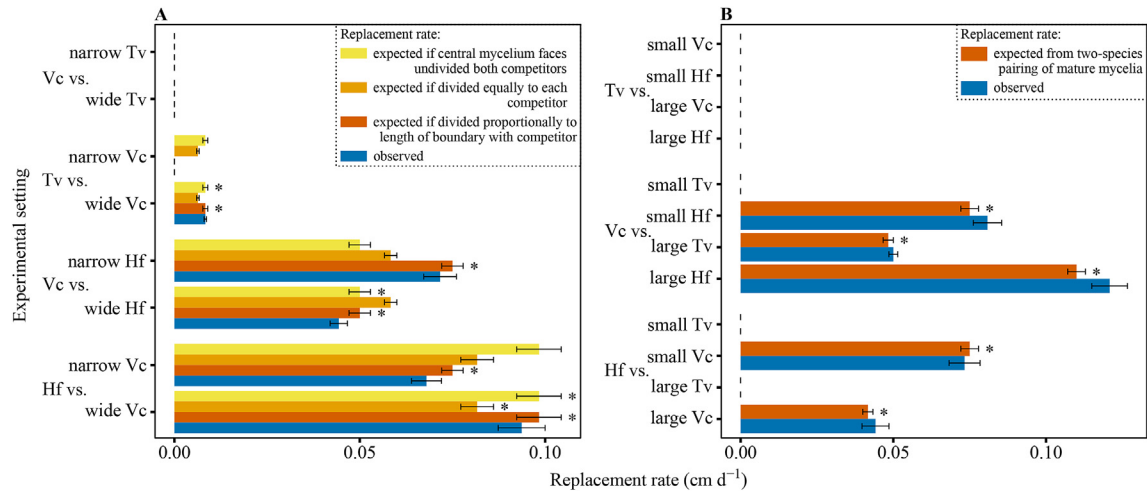 A
Replacement rate:
expected if central mycelium faces
undivided both competitors
expected if divided equally to each
competitor
expected if divided proportionally to
length of boundary with competitor
observed
Experimental setting
narrow Tv
Vc vs.
wide Tv
narrow Vc
Tv vs.
*
wide Vc
*
narrow Hf
*
Vc vs.
*
wide Hf
*
narrow Vc
*
Hf vs.
*
wide Vc
*
*
0.00
0.05
0.10
B
Replacement rate:
expected from two-species
pairing of mature mycelia
observed
small Vc
small Hf
Tv vs.
large Vc
large Hf
small Tv
small Hf
*
Vc vs.
large Tv
*
large Hf
*
small Tv
small Vc
*
Hf vs.
large Tv
large Vc
*
0.00
0.05
0.10
Replacement rate (cm d⁻¹)